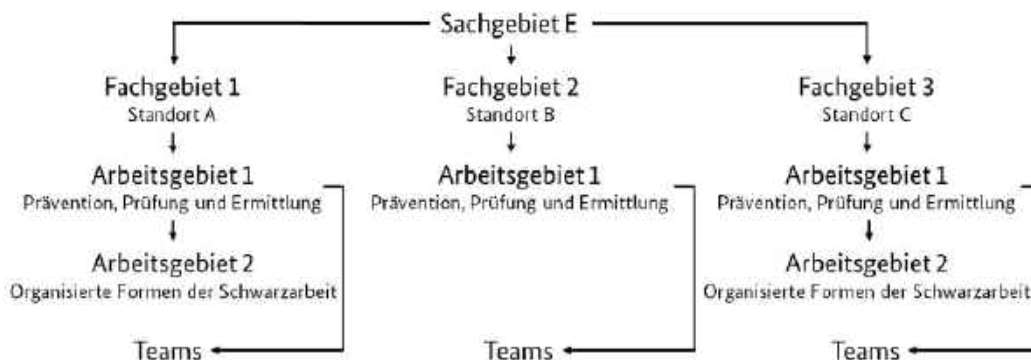 Sachgebiet E
Fachgebiet 1
Standort A
Fachgebiet 2
Standort B
Fachgebiet 3
Standort C
Arbeitsgebiet 1
Prävention, Prüfung und Ermittlung
Arbeitsgebiet 1
Prävention, Prüfung und Ermittlung
Arbeitsgebiet 1
Prävention, Prüfung und Ermittlung
Arbeitsgebiet 2
Organisierte Formen der Schwarzarbeit
Arbeitsgebiet 2
Organisierte Formen der Schwarzarbeit
Teams
Teams
Teams